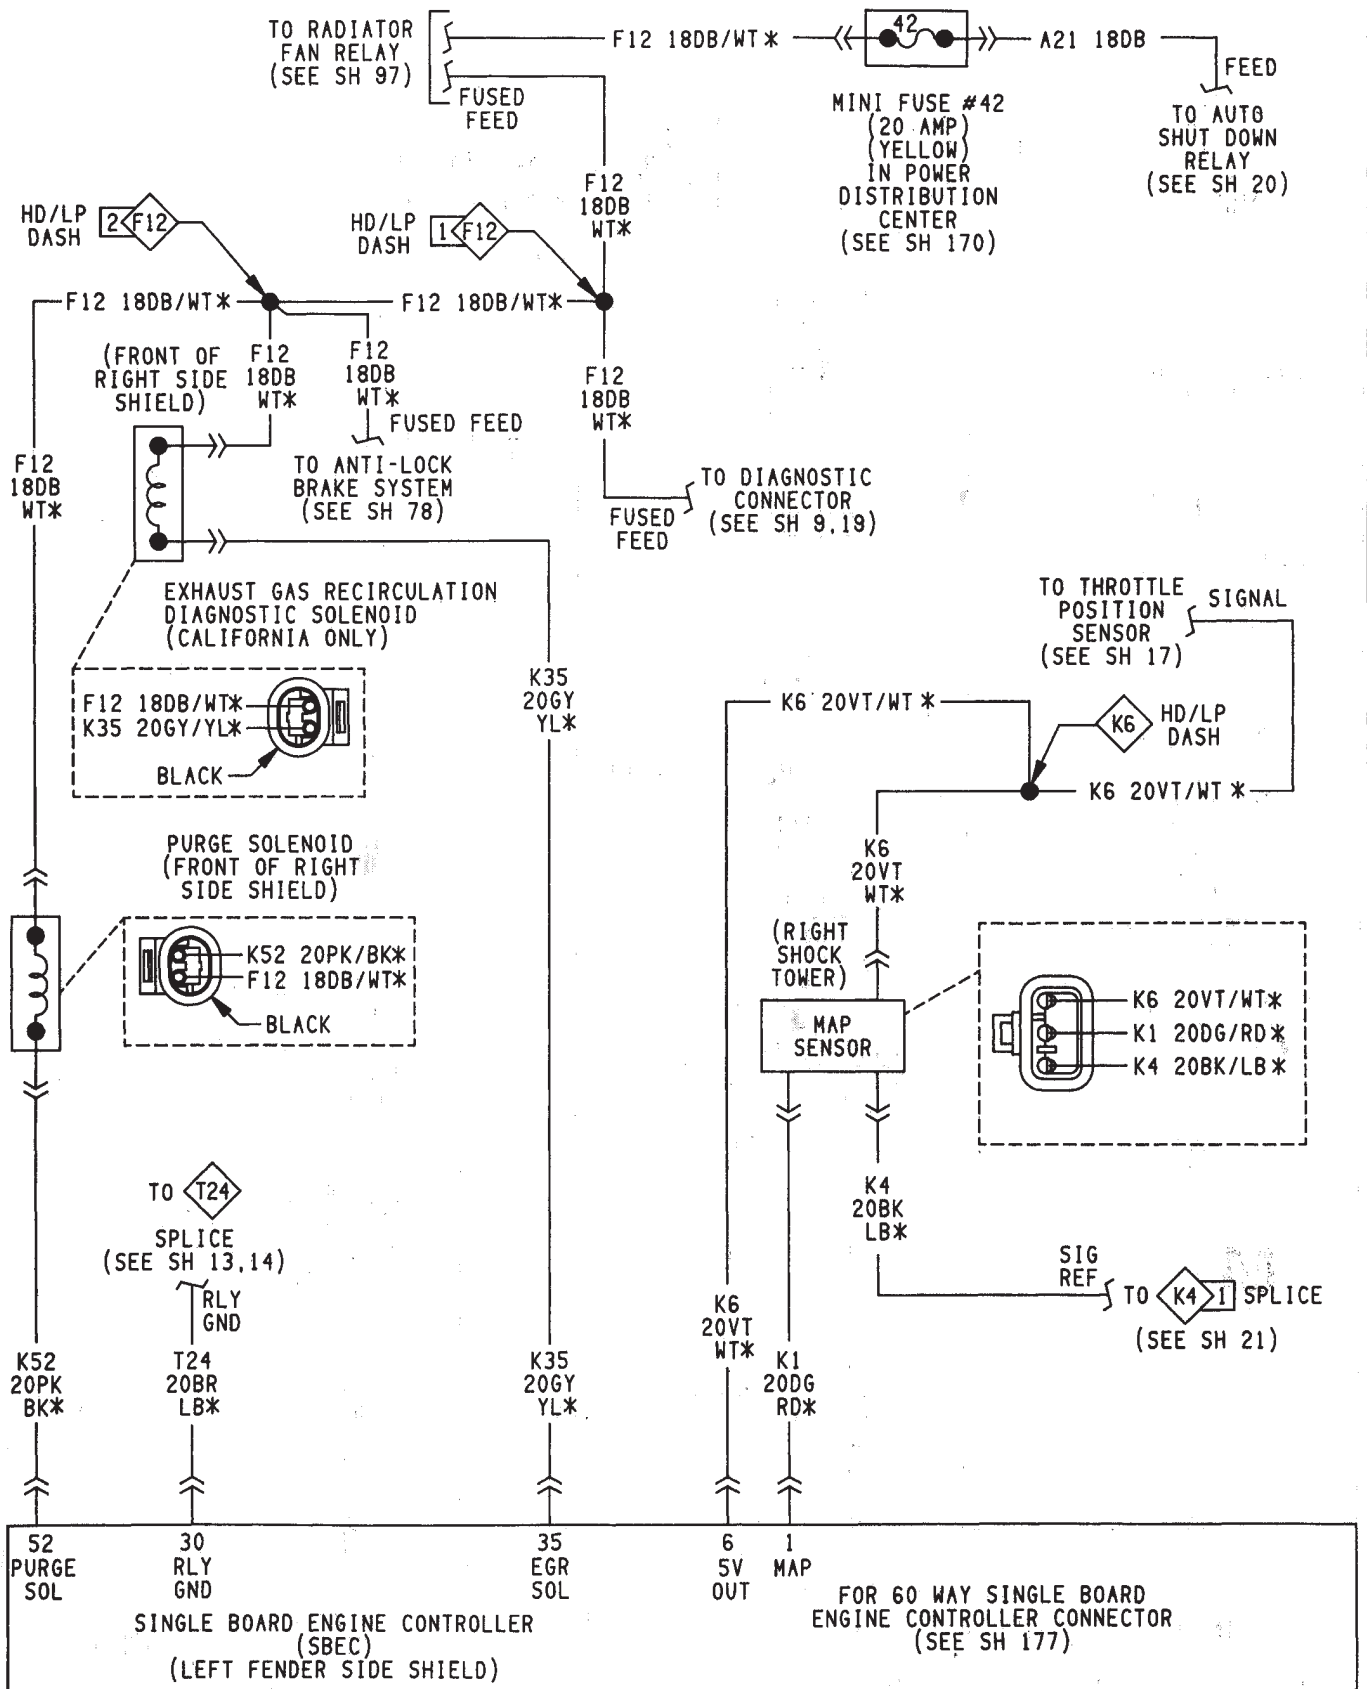 TO RADIATOR
FAN RELAY
(SEE SH 97)
FUSED
FEED
F12 18DB/WT*
42
A21 18DB
FEED
MINI FUSE #42
(20 AMP)
(YELLOW)
IN POWER
DISTRIBUTION
CENTER
(SEE SH 170)
TO AUTO
SHUT DOWN
RELAY
(SEE SH 20)
F12
18DB
WT*
HD/LP
DASH
2 F12
HD/LP
DASH
1 F12
F12 18DB/WT*
F12 18DB/WT*
(FRONT OF
RIGHT SIDE
SHIELD)
F12
18DB
WT*
F12
18DB
WT*
FUSED FEED
F12
18DB
WT*
F12
18DB
WT*
TO ANTI-LOCK
BRAKE SYSTEM
(SEE SH 78)
FUSED
FEED
TO DIAGNOSTIC
CONNECTOR
(SEE SH 9,19)
EXHAUST GAS RECIRCULATION
DIAGNOSTIC SOLENOID
(CALIFORNIA ONLY)
TO THROTTLE
POSITION
SENSOR
(SEE SH 17)
SIGNAL
F12 18DB/WT*
K35 20GY/YL*
BLACK
K35
20GY
YL*
K6 20VT/WT*
K6
HD/LP
DASH
K6 20VT/WT*
PURGE SOLENOID
(FRONT OF RIGHT
SIDE SHIELD)
K52 20PK/BK*
F12 18DB/WT*
BLACK
K6
20VT
WT*
(RIGHT
SHOCK
TOWER)
MAP
SENSOR
K6 20VT/WT*
K1 20DG/RD*
K4 20BK/LB*
TO T24
SPLICE
(SEE SH 13,14)
RLY
GND
K4
20BK
LB*
SIG
REF
TO K4 1 SPLICE
(SEE SH 21)
K52
20PK
BK*
T24
20BR
LB*
K35
20GY
YL*
K6
20VT
WT*
K1
20DG
RD*
52
PURGE
SOL
30
RLY
GND
35
EGR
SOL
6
5V
OUT
1
MAP
SINGLE BOARD ENGINE CONTROLLER
(SBEC)
(LEFT FENDER SIDE SHIELD)
FOR 60 WAY SINGLE BOARD
ENGINE CONTROLLER CONNECTOR
(SEE SH 177)